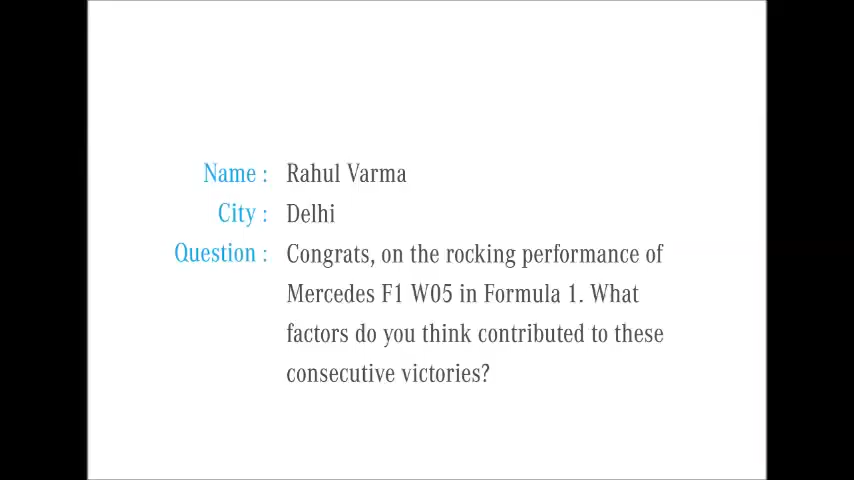 Name : Rahul Varma
City : Delhi
Question : Congrats, on the rocking performance of
Mercedes F1 W05 in Formula 1. What
factors do you think contributed to these
consecutive victories?